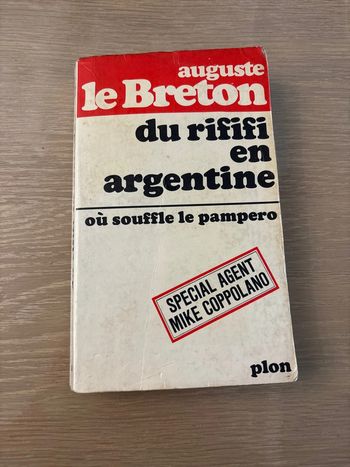 auguste
le Breton
du rififi
en
argentine
où souffle le pampero
SPECIAL AGENT
MIKE COPPOLANO
plon